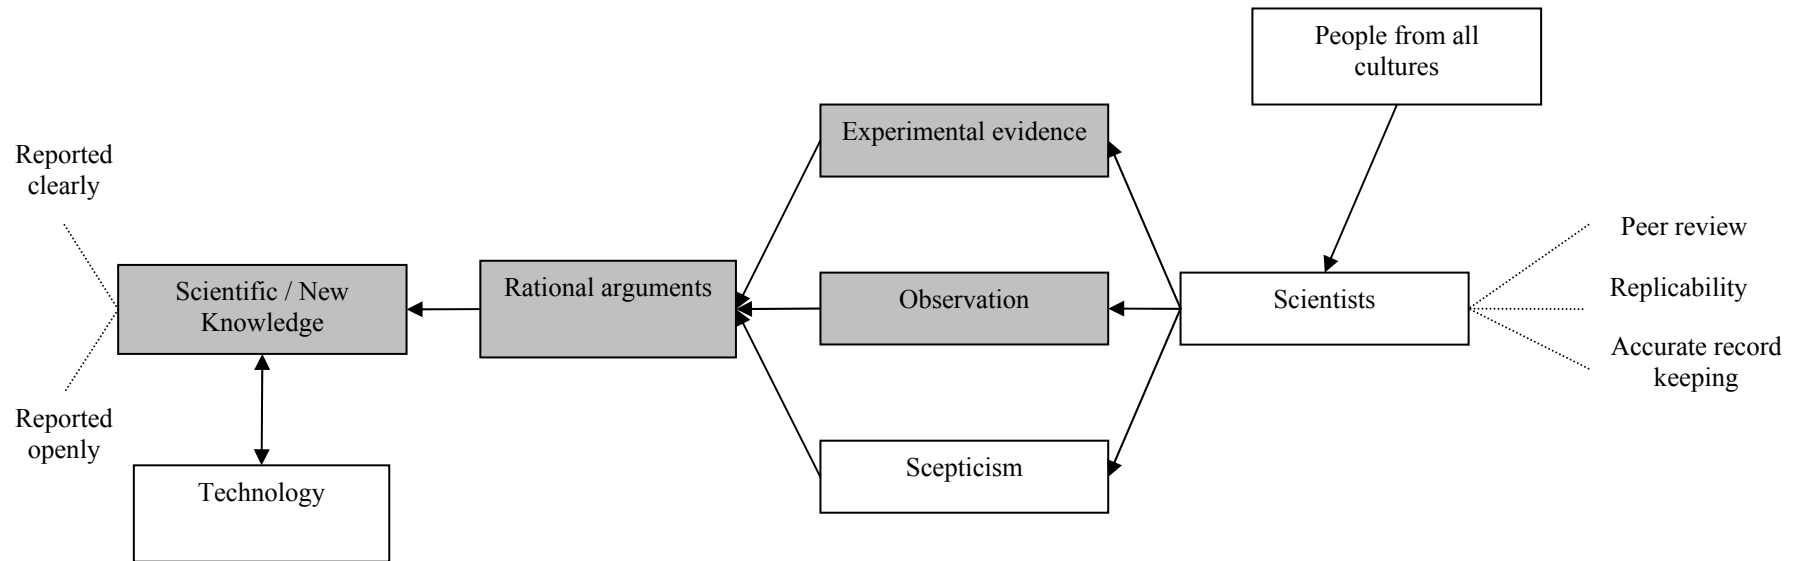 People from all
cultures
Experimental evidence
Reported
clearly
Peer review
Scientific / New
Knowledge
Rational arguments
Observation
Scientists
Replicability
Accurate record
keeping
Reported
openly
Scepticism
Technology